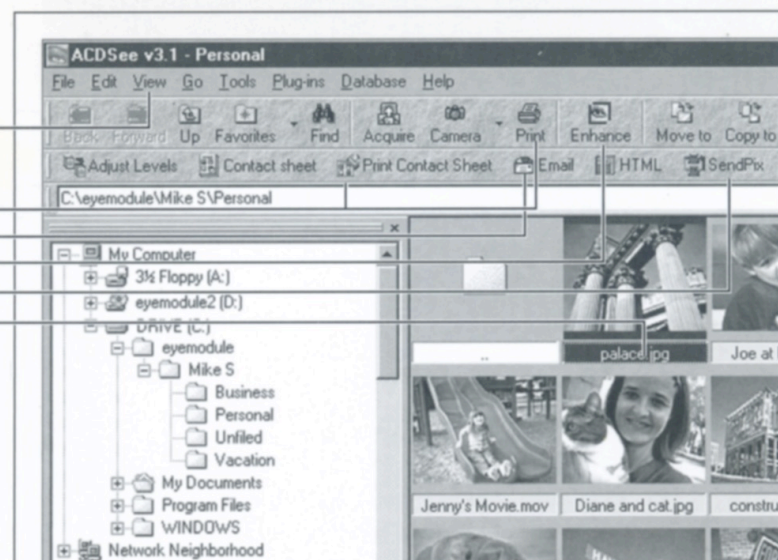 ACDSee v3.1 - Personal
File Edit View Go Tools Plug-ins Database Help
Back Forward Up Favorites Find Acquire Camera Print Enhance Move to Copy to
Adjust Levels Contact sheet Print Contact Sheet Email HTML SendPix
C:\eyemodule\Mike S\Personal
My Computer
3½ Floppy (A:)
eyemodule2 (D:)
DRIVE (C:)
eyemodule
Mike S
Business
Personal
Unfiled
Vacation
My Documents
Program Files
WINDOWS
Network Neighborhood
..
palace.jpg
Joe at
Jenny's Movie.mov
Diane and cat.jpg
constru